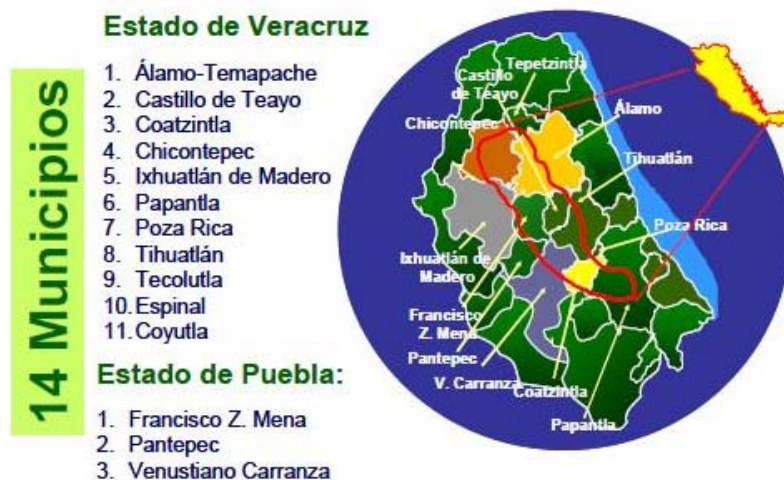 14 Municipios
Estado de Veracruz
1. Álamo-Temapache
2. Castillo de Teayo
3. Coatzintla
4. Chicontepec
5. Ixhuatlán de Madero
6. Papantla
7. Poza Rica
8. Tihuatlán
9. Tecolutla
10. Espinal
11. Coyutla
Estado de Puebla:
1. Francisco Z. Mena
2. Pantepec
3. Venustiano Carranza
Tepetzintla
Castillo
de Teayo
Álamo
Chicontepec
Tihuatlán
Poza Rica
Ixhuatlán de
Madero
Francisco
Z. Mena
Pantepec
V. Carranza
Coatzintla
Papantla